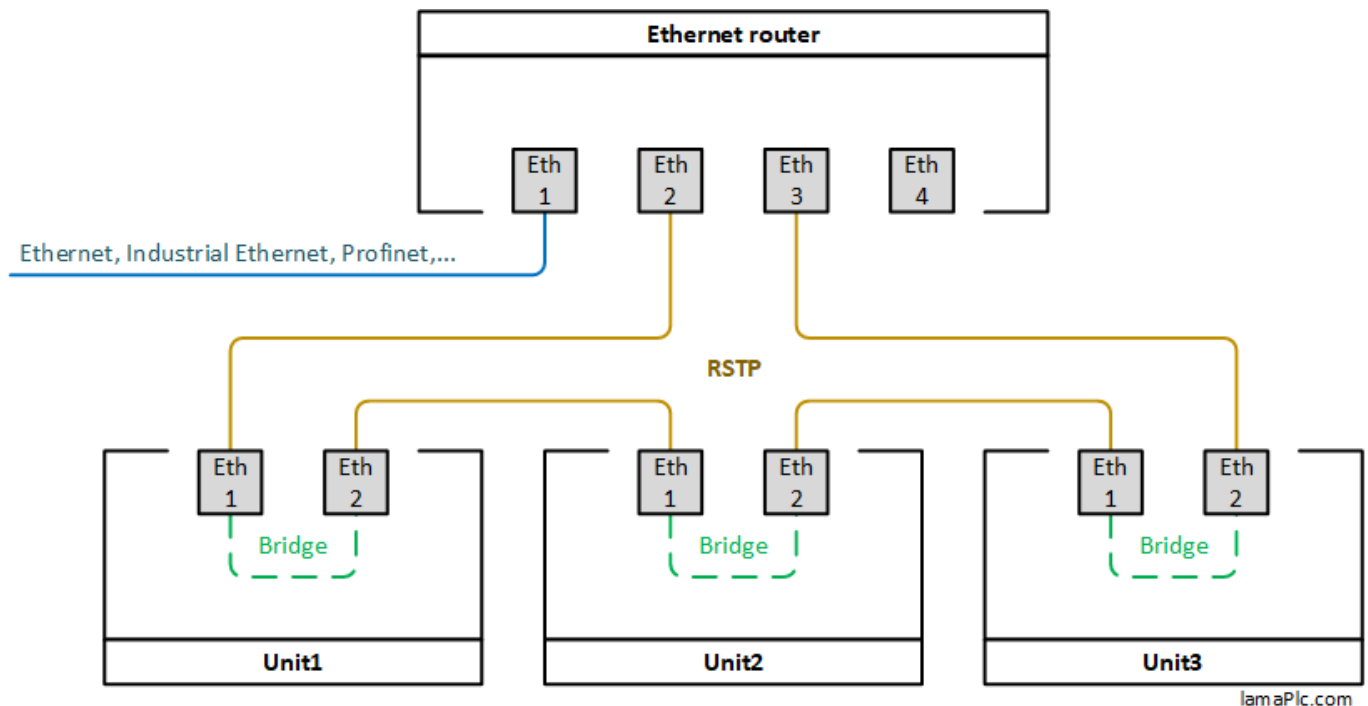 Ethernet router
Eth Eth Eth Eth
1 2 3 4
Ethernet, Industrial Ethernet, Profinet,...
RSTP
Eth Eth Eth Eth Eth Eth
1 2 1 2 1 2
Bridge Bridge Bridge
Unit1 Unit2 Unit3
lamaPlc.com